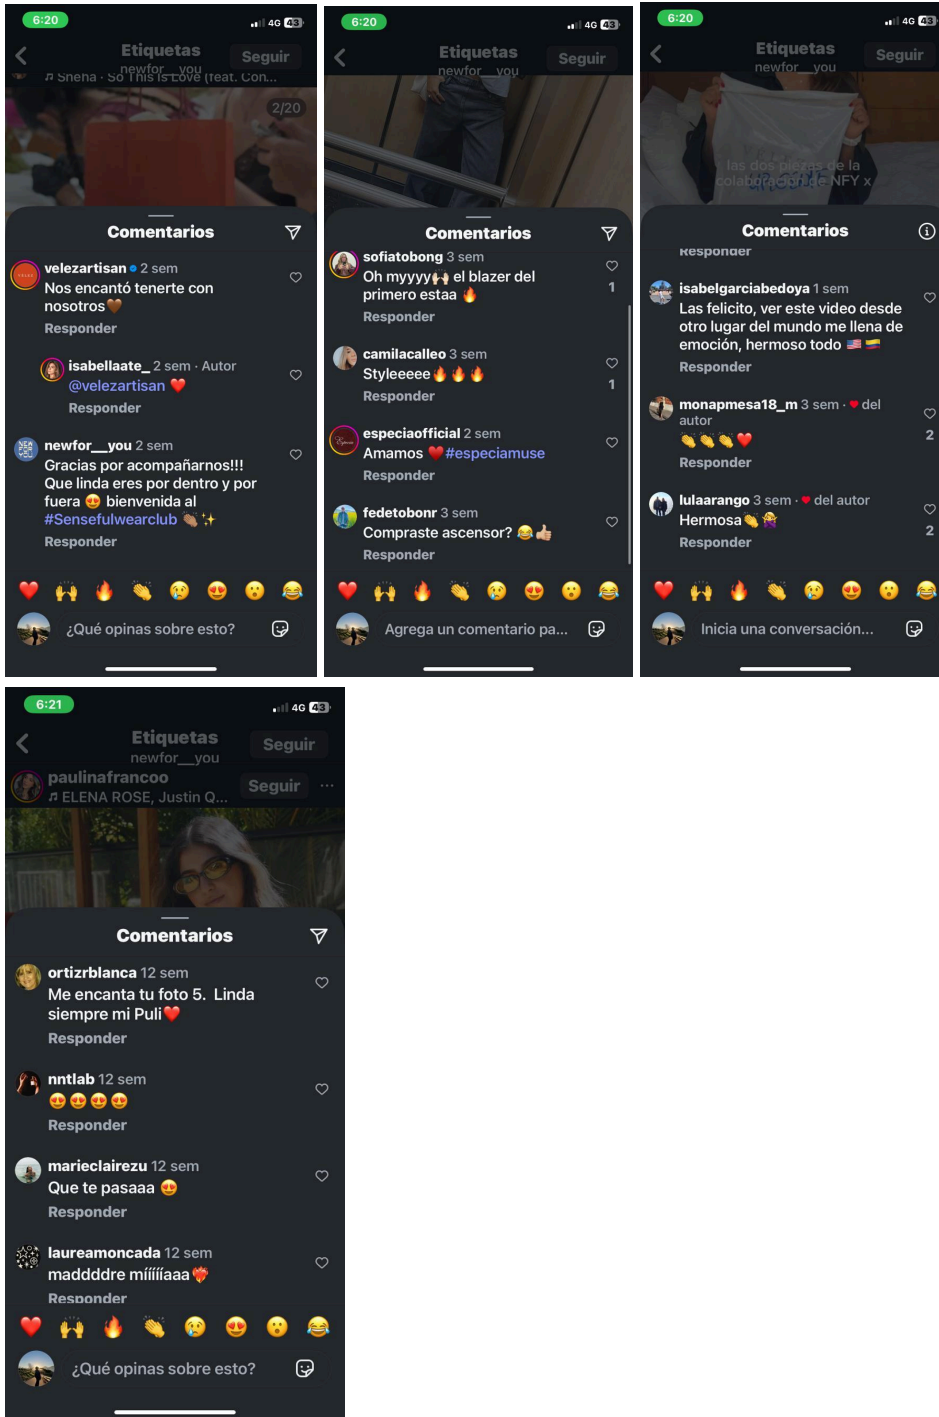 6:20
4G 43
Etiquetas
newfor__you
Seguir
♫ Snena · So This Is Love (feat. Con...
2/20
Comentarios
velezartisan 2 sem
Nos encantó tenerte con
nosotros🤎
Responder
isabellaate_ 2 sem · Autor
@velezartisan ❤️
Responder
newfor__you 2 sem
Gracias por acompañarnos!!!
Que linda eres por dentro y por
fuera 😍 bienvenida al
#Sensefulwearclub 👏🏽✨
Responder
❤️ 🙌 🔥 👏 😢 😍 😮 😂
¿Qué opinas sobre esto?
6:20
4G 43
Etiquetas
newfor__you
Seguir
Comentarios
sofiatobong 3 sem
Oh myyyy🙌🏻 el blazer del
primero estaa 🔥
1
Responder
camilacalleo 3 sem
Styleeeee🔥🔥🔥
1
Responder
especiaofficial 2 sem
Amamos ❤️#especiamuse
Responder
fedetobonr 3 sem
Compraste ascensor? 😂👍🏼
Responder
❤️ 🙌 🔥 👏 😢 😍 😮 😂
Agrega un comentario pa...
6:20
4G 43
Etiquetas
newfor__you
Seguir
las dos piezas de la
colaboración de NFY x
Comentarios
Responder
isabelgarciabedoya 1 sem
Las felicito, ver este video desde
otro lugar del mundo me llena de
emoción, hermoso todo 🇺🇸🇨🇴
Responder
monapmesa18_m 3 sem · ❤️ del
autor
👏👏👏❤️
2
Responder
lulaarango 3 sem · ❤️ del autor
Hermosa👏🙅‍♀️
2
Responder
❤️ 🙌 🔥 👏 😢 😍 😮 😂
Inicia una conversación...
6:21
4G 43
Etiquetas
newfor__you
Seguir
paulinafrancoo
♫ ELENA ROSE, Justin Q...
Seguir
Comentarios
ortizrblanca 12 sem
Me encanta tu foto 5.  Linda
siempre mi Puli❤️
Responder
nntlab 12 sem
😍😍😍😍
Responder
marieclairezu 12 sem
Que te pasaaa 😍
Responder
laureamoncada 12 sem
maddddre míííííaaa❤️‍🔥
Responder
❤️ 🙌 🔥 👏 😢 😍 😮 😂
¿Qué opinas sobre esto?